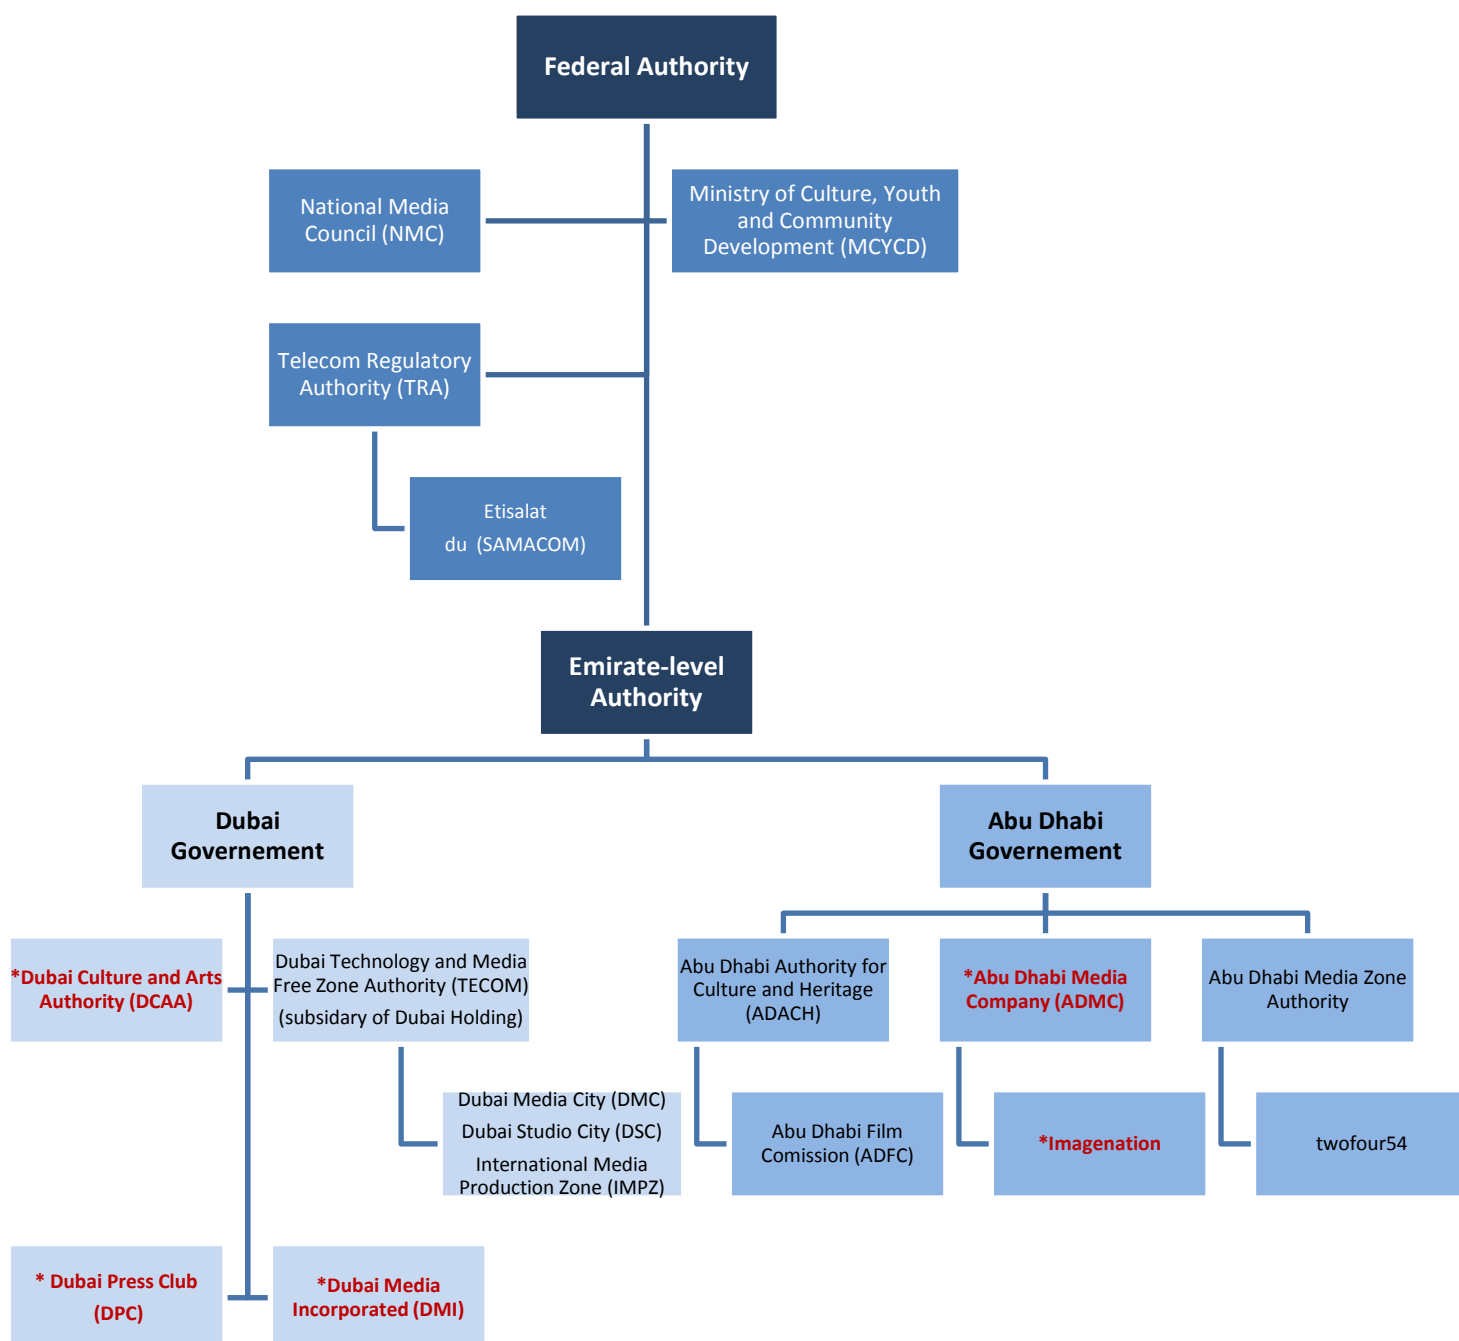 Federal Authority
National Media
Council (NMC)
Ministry of Culture, Youth
and Community
Development (MCYCD)
Telecom Regulatory
Authority (TRA)
Etisalat
du (SAMACOM)
Emirate-level
Authority
Dubai
Governement
Abu Dhabi
Governement
*Dubai Culture and Arts
Authority (DCAA)
Dubai Technology and Media
Free Zone Authority (TECOM)
(subsidary of Dubai Holding)
Abu Dhabi Authority for
Culture and Heritage
(ADACH)
*Abu Dhabi Media
Company (ADMC)
Abu Dhabi Media Zone
Authority
Dubai Media City (DMC)
Dubai Studio City (DSC)
International Media
Production Zone (IMPZ)
Abu Dhabi Film
Comission (ADFC)
*Imagenation
twofour54
* Dubai Press Club
(DPC)
*Dubai Media
Incorporated (DMI)